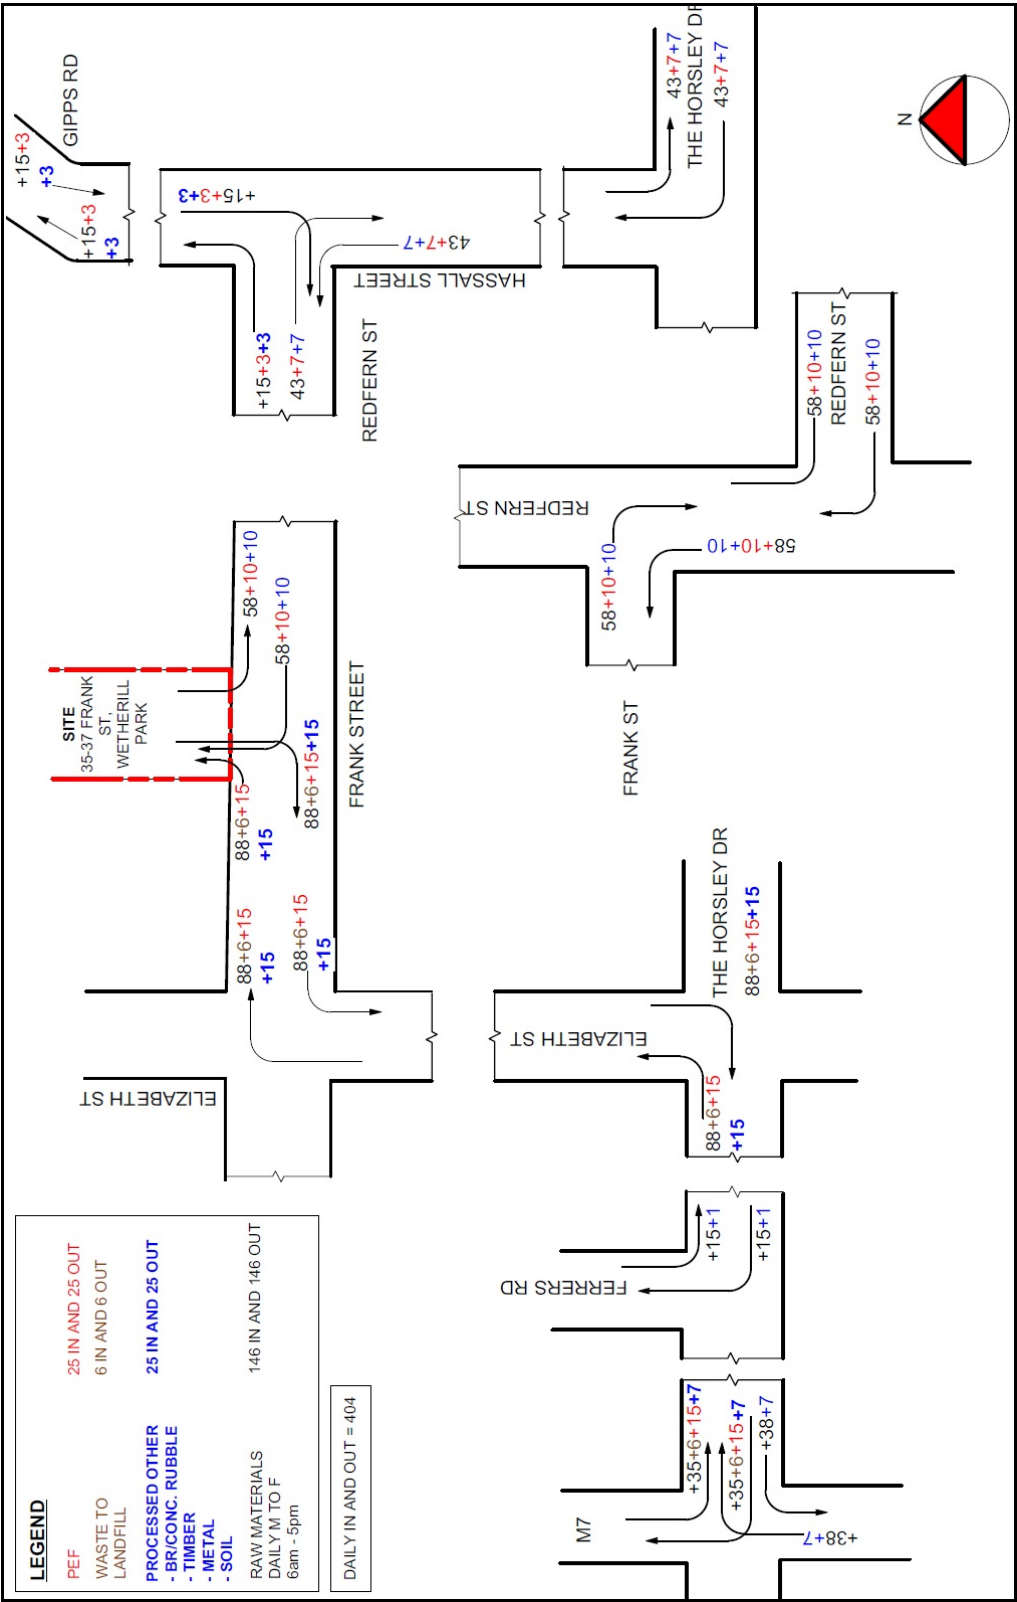 GIPPS RD
+15+3
+3
+15+3
+3
+15+3+3
43+7+7
HASSALL STREET
+15+3+3
43+7+7
REDFERN ST
43+7+7
THE HORSLEY DR
43+7+7
N
58+10+10
REDFERN ST
58+10+10
REDFERN ST
58+10+10
58+10+10
FRANK ST
SITE
35-37 FRANK
ST,
WETHERILL
PARK
58+10+10
58+10+10
88+6+15+15
88+6+15
+15
FRANK STREET
88+6+15
+15
88+6+15
+15
ELIZABETH ST
ELIZABETH ST
THE HORSLEY DR
88+6+15+15
88+6+15
+15
FERRERS RD
+15+1
+15+1
M7
+35+6+15+7
+35+6+15+7
+38+7
+38+7
LEGEND
PEF 25 IN AND 25 OUT
WASTE TO 6 IN AND 6 OUT
LANDFILL
PROCESSED OTHER 25 IN AND 25 OUT
- BR/CONC. RUBBLE
- TIMBER
- METAL
- SOIL
RAW MATERIALS 146 IN AND 146 OUT
DAILY M TO F
6am - 5pm
DAILY IN AND OUT = 404